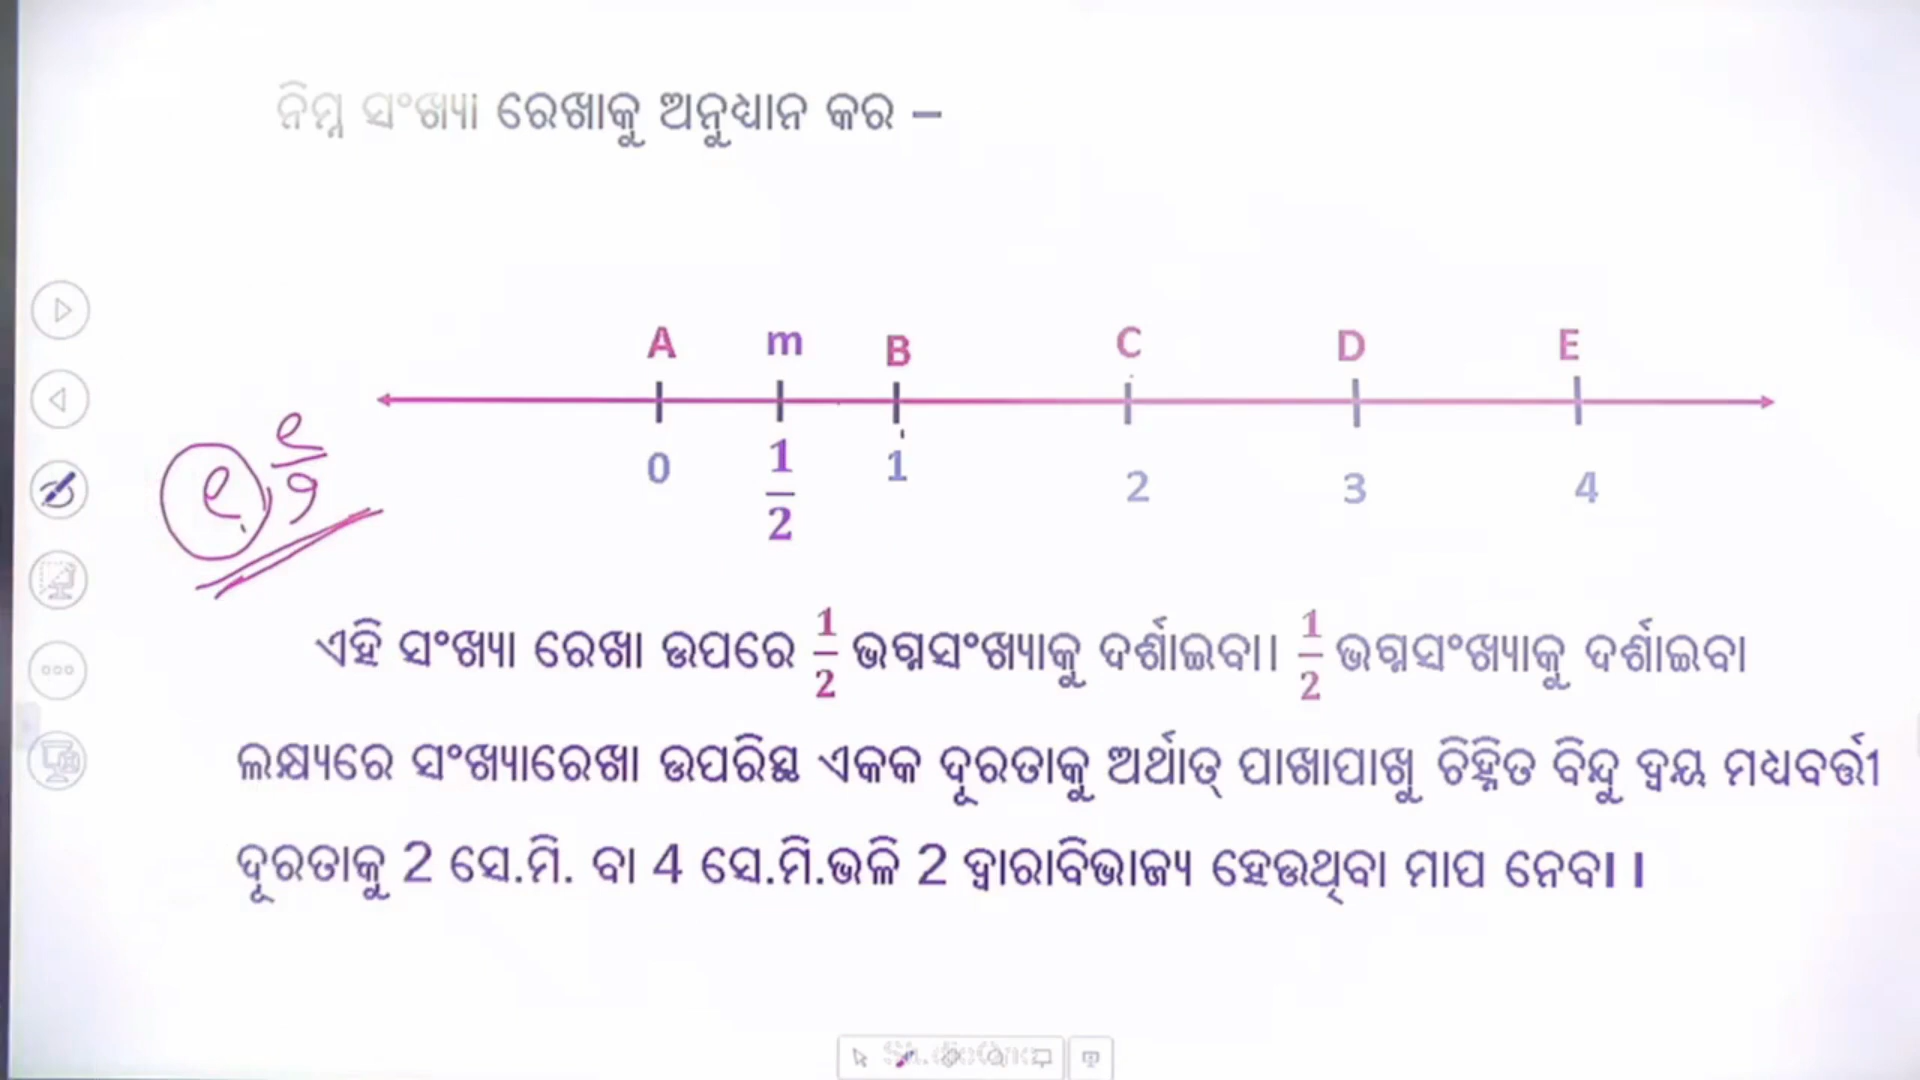 ନିମ୍ନ ସଂଖ୍ୟା ରେଖାକୁ ଅନୁଧ୍ୟାନ କର –
A m B C D E
0 1/2 1 2 3 4
୧, ୧/୨
ଏହି ସଂଖ୍ୟା ରେଖା ଉପରେ 1/2 ଭଗ୍ନସଂଖ୍ୟାକୁ ଦର୍ଶାଇବା। 1/2 ଭଗ୍ନସଂଖ୍ୟାକୁ ଦର୍ଶାଇବା
ଲକ୍ଷ୍ୟରେ ସଂଖ୍ୟାରେଖା ଉପରିସ୍ଥ ଏକକ ଦୂରତାକୁ ଅର୍ଥାତ୍ ପାଖାପାଖୁ ଚିହ୍ନିତ ବିନ୍ଦୁ ଦ୍ୱୟ ମଧ୍ୟବର୍ତ୍ତୀ
ଦୂରତାକୁ 2 ସେ.ମି. ବା 4 ସେ.ମି.ଭଳି 2 ଦ୍ୱାରାବିଭାଜ୍ୟ ହେଉଥିବା ମାପ ନେବା ।